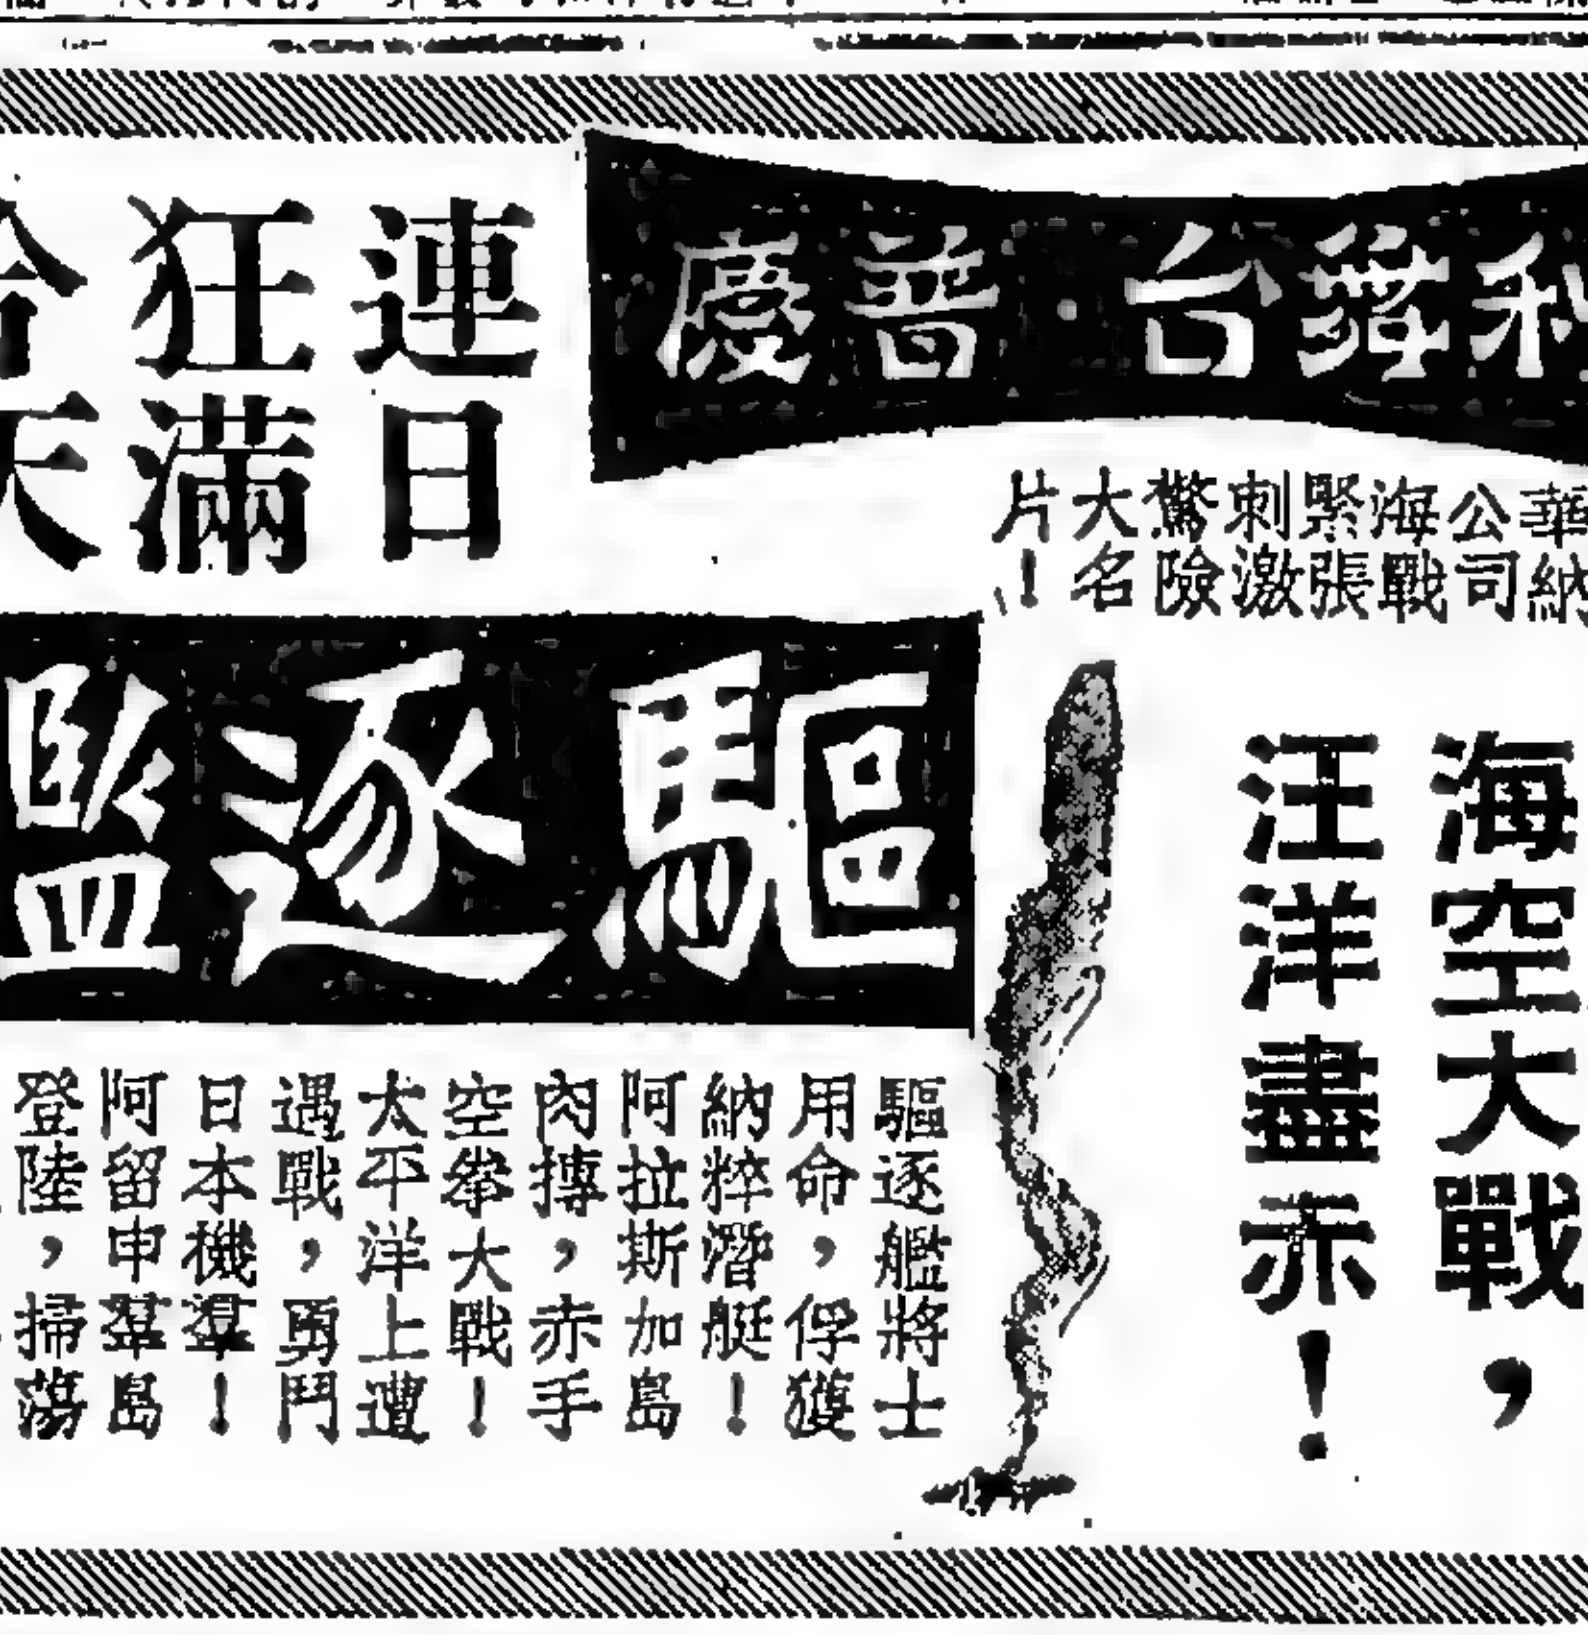 利舞台·普慶
華納
公司
海戰
緊張
刺激
驚險
大名
片！
連日
狂滿
海空大戰，
汪洋盡赤！
驅逐
驅逐艦將士
用命，俘獲
納粹潛艇！
阿拉斯加島
肉搏，赤手
空拳大戰！
太平洋上遭
遇戰，勇鬥
日本機羣！
阿留申羣島
登陸，掃蕩